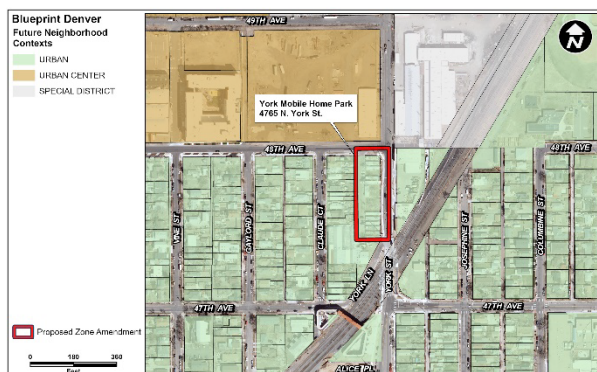 Blueprint Denver
Future Neighborhood
Contexts
URBAN
URBAN CENTER
SPECIAL DISTRICT
49TH AVE
N
York Mobile Home Park
4765 N. York St.
48TH AVE
48TH AVE
VINE ST
GAYLORD ST
CLAUDE CT
YORK LN
YORK ST
JOSEPHINE ST
COLUMBINE ST
47TH AVE
47TH AVE
ALICE PL
Proposed Zone Amendment
0 180 360
Feet